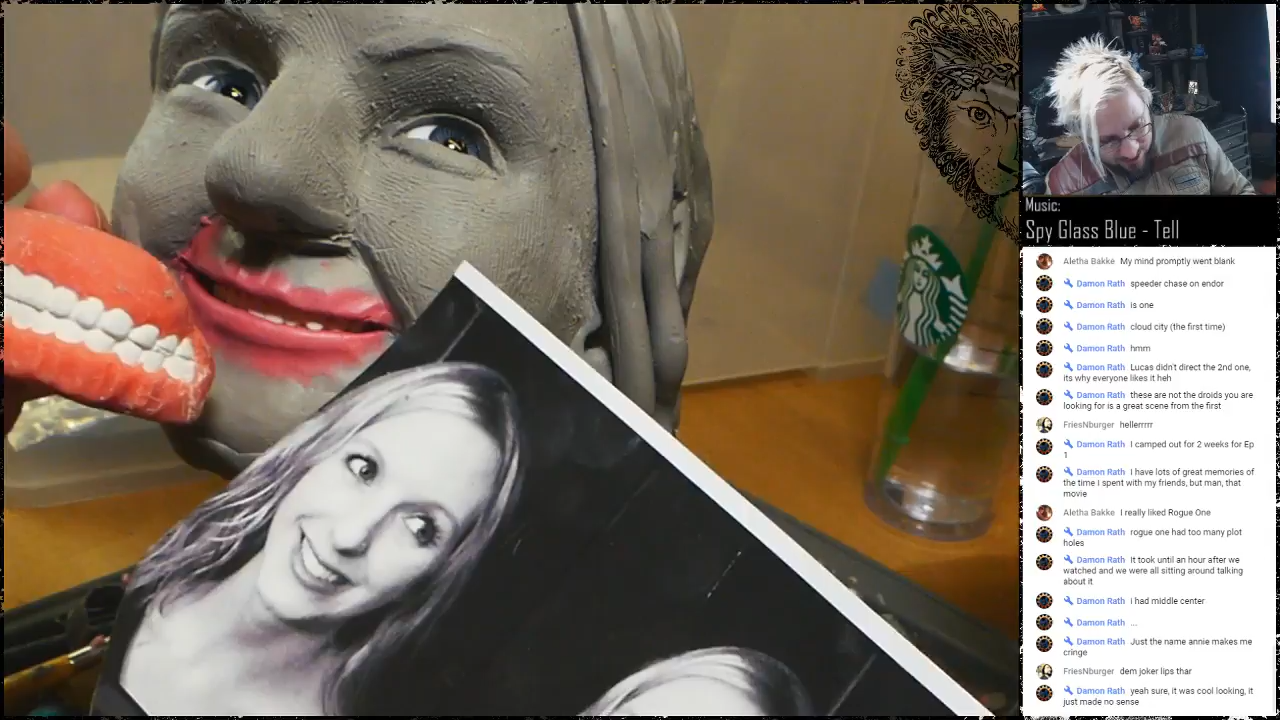 Music:
Spy Glass Blue - Tell
Aletha Bakke My mind promptly went blank
Damon Rath speeder chase on endor
Damon Rath is one
Damon Rath cloud city (the first time)
Damon Rath hmm
Damon Rath Lucas didn't direct the 2nd one,
its why everyone likes it heh
Damon Rath these are not the droids you are
looking for is a great scene from the first
FriesNburger hellerrrrr
Damon Rath I camped out for 2 weeks for Ep
1
Damon Rath I have lots of great memories of
the time I spent with my friends, but man, that
movie
Aletha Bakke I really liked Rogue One
Damon Rath rogue one had too many plot
holes
Damon Rath It took until an hour after we
watched and we were all sitting around talking
about it
Damon Rath i had middle center
Damon Rath ...
Damon Rath Just the name annie makes me
cringe
FriesNburger dem joker lips thar
Damon Rath yeah sure, it was cool looking, it
just made no sense